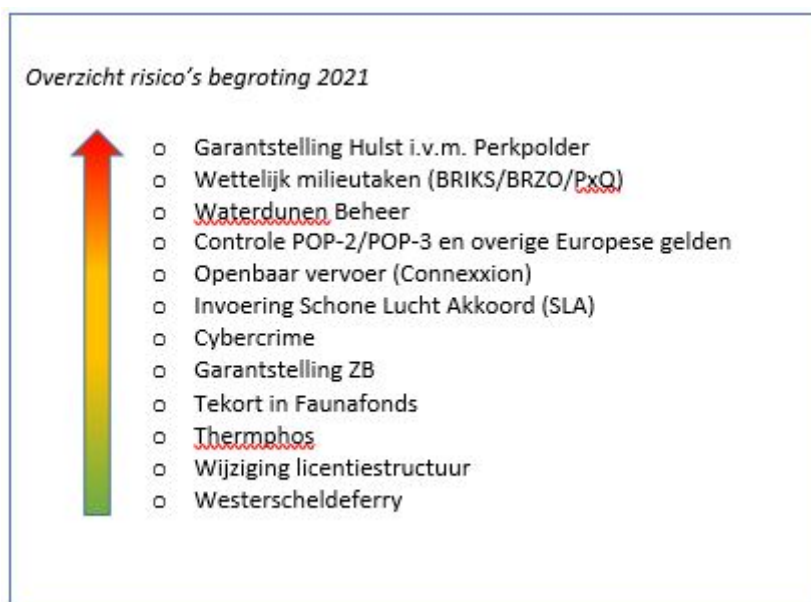 Overzicht risico's begroting 2021
o Garantstelling Hulst i.v.m. Perkpolder
o Wettelijk milieutaken (BRIKS/BRZO/PxQ)
o Waterdunen Beheer
o Controle POP-2/POP-3 en overige Europese gelden
o Openbaar vervoer (Connexxion)
o Invoering Schone Lucht Akkoord (SLA)
o Cybercrime
o Garantstelling ZB
o Tekort in Faunafonds
o Thermphos
o Wijziging licentiestructuur
o Westerscheldeferry